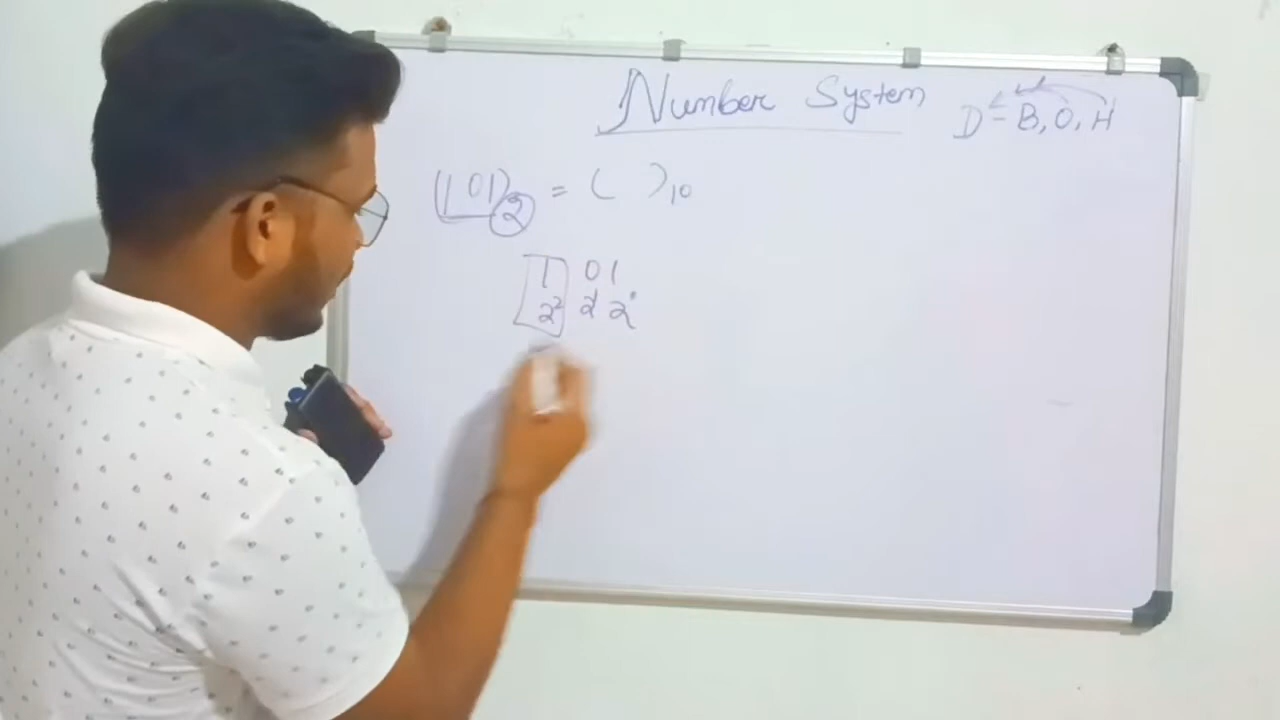 Number System
D - B, O, H
(101)₂ = ( )₁₀
1 0 1
2² 2¹ 2⁰